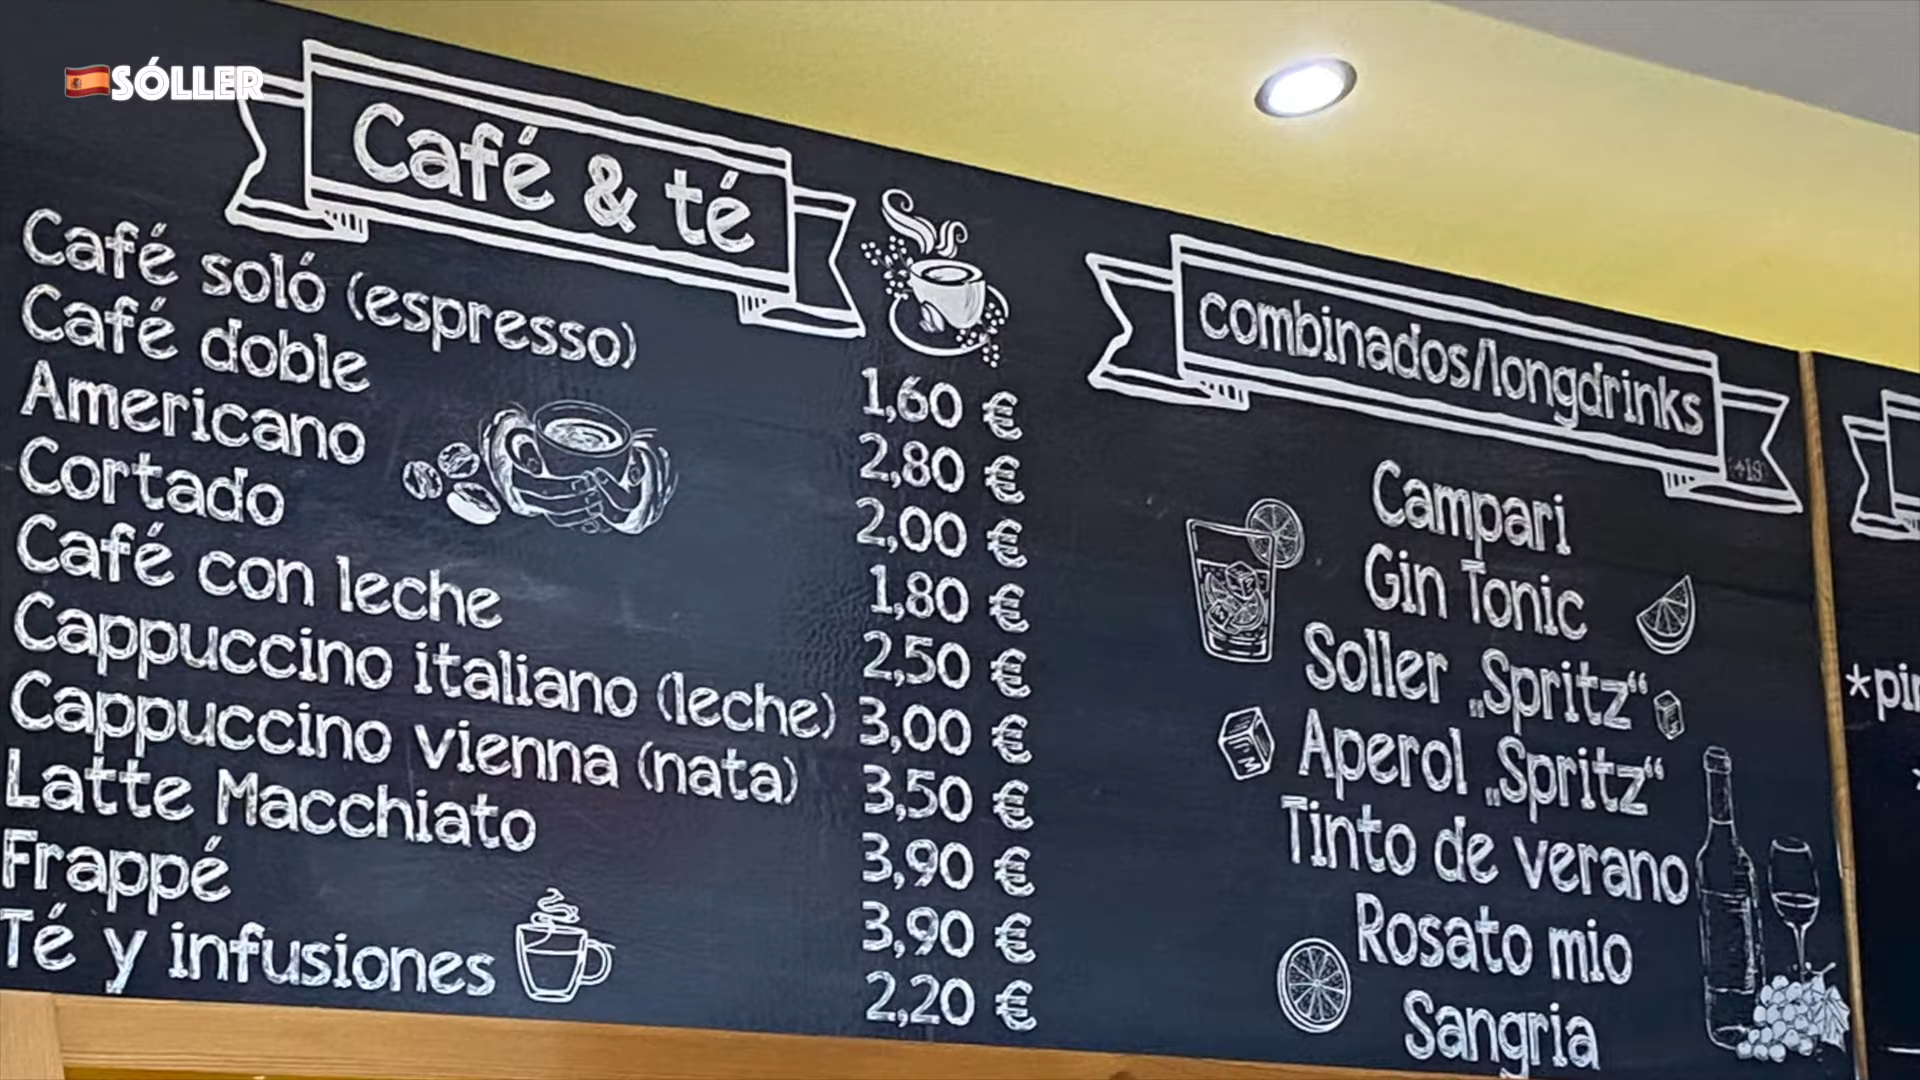 🇪🇸SÓLLER
Café & té
Café soló (espresso) 1,60 €
Café doble 2,80 €
Americano 2,00 €
Cortado 1,80 €
Café con leche 2,50 €
Cappuccino italiano (leche) 3,00 €
Cappuccino vienna (nata) 3,50 €
Latte Macchiato 3,90 €
Frappé 3,90 €
Té y infusiones 2,20 €
combinados/longdrinks
Campari
Gin Tonic
Soller „Spritz“
Aperol „Spritz“
Tinto de verano
Rosato mio
Sangria